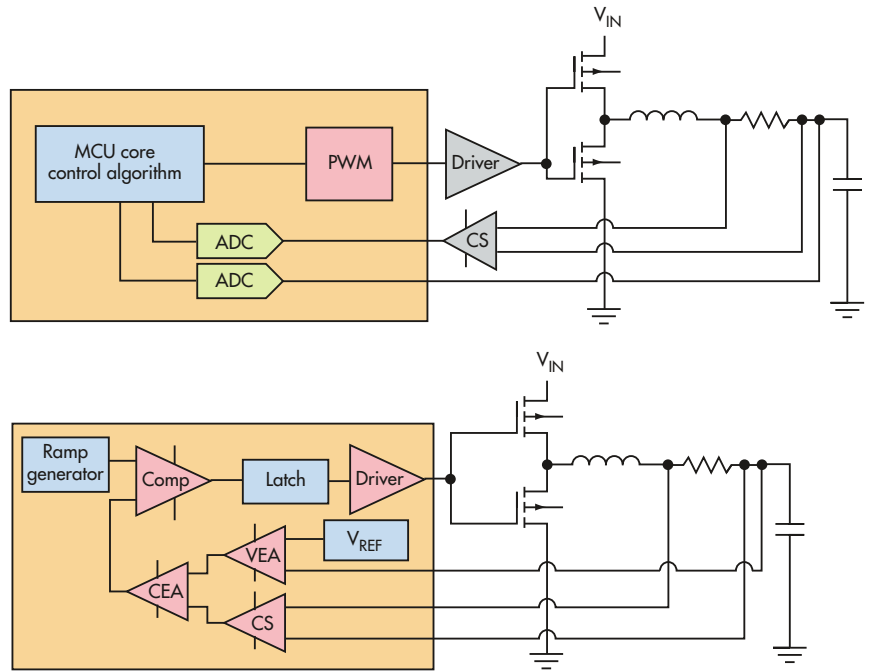 VIN
MCU core
control algorithm
PWM
Driver
CS
ADC
ADC
VIN
Ramp
generator
Comp
Latch
Driver
VREF
VEA
CEA
CS